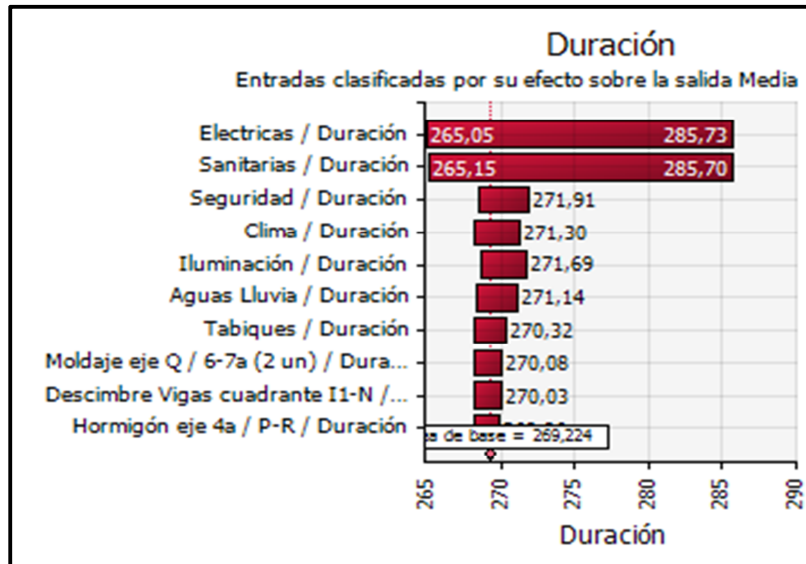 Duración
Entradas clasificadas por su efecto sobre la salida Media
Electricas / Duración 265,05 285,73
Sanitarias / Duración 265,15 285,70
Seguridad / Duración 271,91
Clima / Duración 271,30
Iluminación / Duración 271,69
Aguas Lluvia / Duración 271,14
Tabiques / Duración 270,32
Moldaje eje Q / 6-7a (2 un) / Dura... 270,08
Descimbre Vigas cuadrante I1-N /... 270,03
Hormigón eje 4a / P-R / Duración
de base = 269,224
265 270 275 280 285 290
Duración